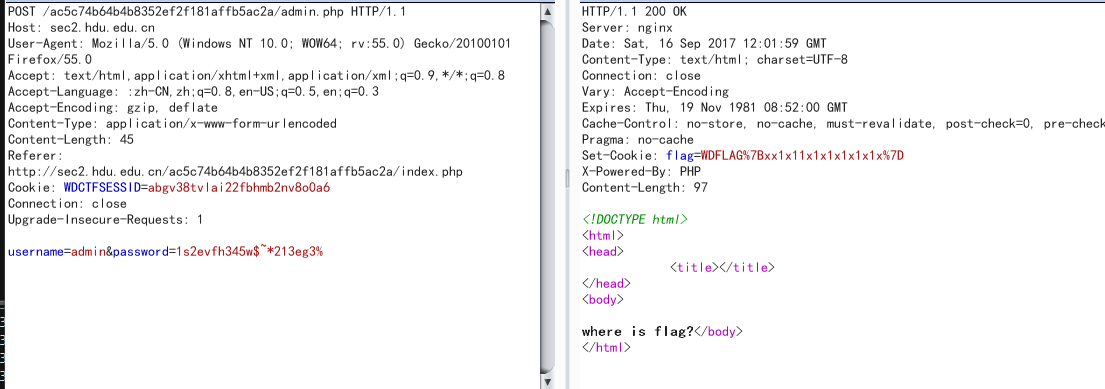 POST /ac5c74b64b4b8352ef2f181affb5ac2a/admin.php HTTP/1.1
Host: sec2.hdu.edu.cn
User-Agent: Mozilla/5.0 (Windows NT 10.0; WOW64; rv:55.0) Gecko/20100101
Firefox/55.0
Accept: text/html,application/xhtml+xml,application/xml;q=0.9,*/*;q=0.8
Accept-Language: :zh-CN,zh;q=0.8,en-US;q=0.5,en;q=0.3
Accept-Encoding: gzip, deflate
Content-Type: application/x-www-form-urlencoded
Content-Length: 45
Referer:
http://sec2.hdu.edu.cn/ac5c74b64b4b8352ef2f181affb5ac2a/index.php
Cookie: WDCTFSESSID=abgv38tvlai22fbhmb2nv8o0a6
Connection: close
Upgrade-Insecure-Requests: 1
username=admin&password=1s2evfh345w$~*213eg3%
HTTP/1.1 200 OK
Server: nginx
Date: Sat, 16 Sep 2017 12:01:59 GMT
Content-Type: text/html; charset=UTF-8
Connection: close
Vary: Accept-Encoding
Expires: Thu, 19 Nov 1981 08:52:00 GMT
Cache-Control: no-store, no-cache, must-revalidate, post-check=0, pre-check
Pragma: no-cache
Set-Cookie: flag=WDFLAG%7Bxx1x11x1x1x1x1x1x%7D
X-Powered-By: PHP
Content-Length: 97
<!DOCTYPE html>
<html>
<head>
<title></title>
</head>
<body>
where is flag?</body>
</html>